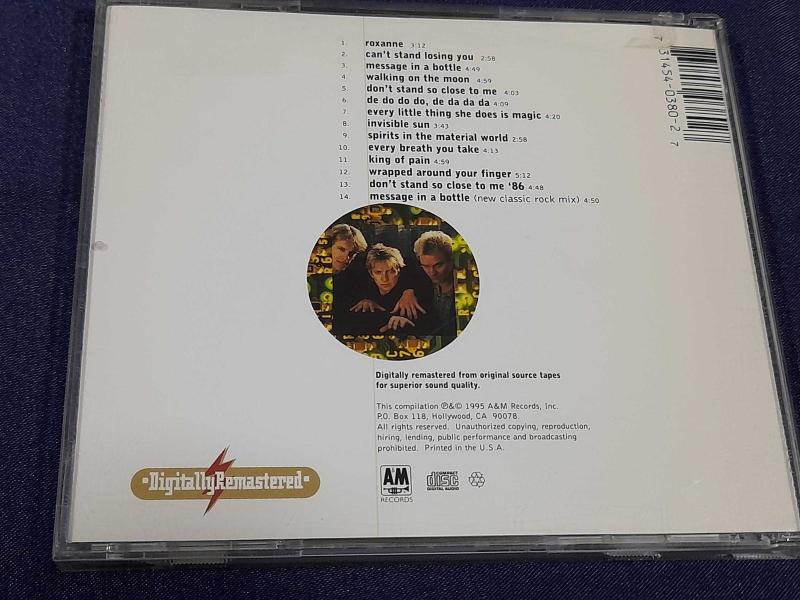 1. roxanne 3:12
2. can't stand losing you 2:58
3. message in a bottle 4:49
4. walking on the moon 4:59
5. don't stand so close to me 4:03
6. de do do do, de da da da 4:09
7. every little thing she does is magic 4:20
8. invisible sun 3:43
9. spirits in the material world 2:58
10. every breath you take 4:13
11. king of pain 4:59
12. wrapped around your finger 5:12
13. don't stand so close to me '86 4:48
14. message in a bottle (new classic rock mix) 4:50
7 31454-0380-2 7
Digitally remastered from original source tapes
for superior sound quality.
This compilation ℗&© 1995 A&M Records, Inc.
P.O. Box 118, Hollywood, CA 90078.
All rights reserved. Unauthorized copying, reproduction,
hiring, lending, public performance and broadcasting
prohibited. Printed in the U.S.A.
·DigitallyRemastered·
A&M
RECORDS
COMPACT
disc
DIGITAL AUDIO